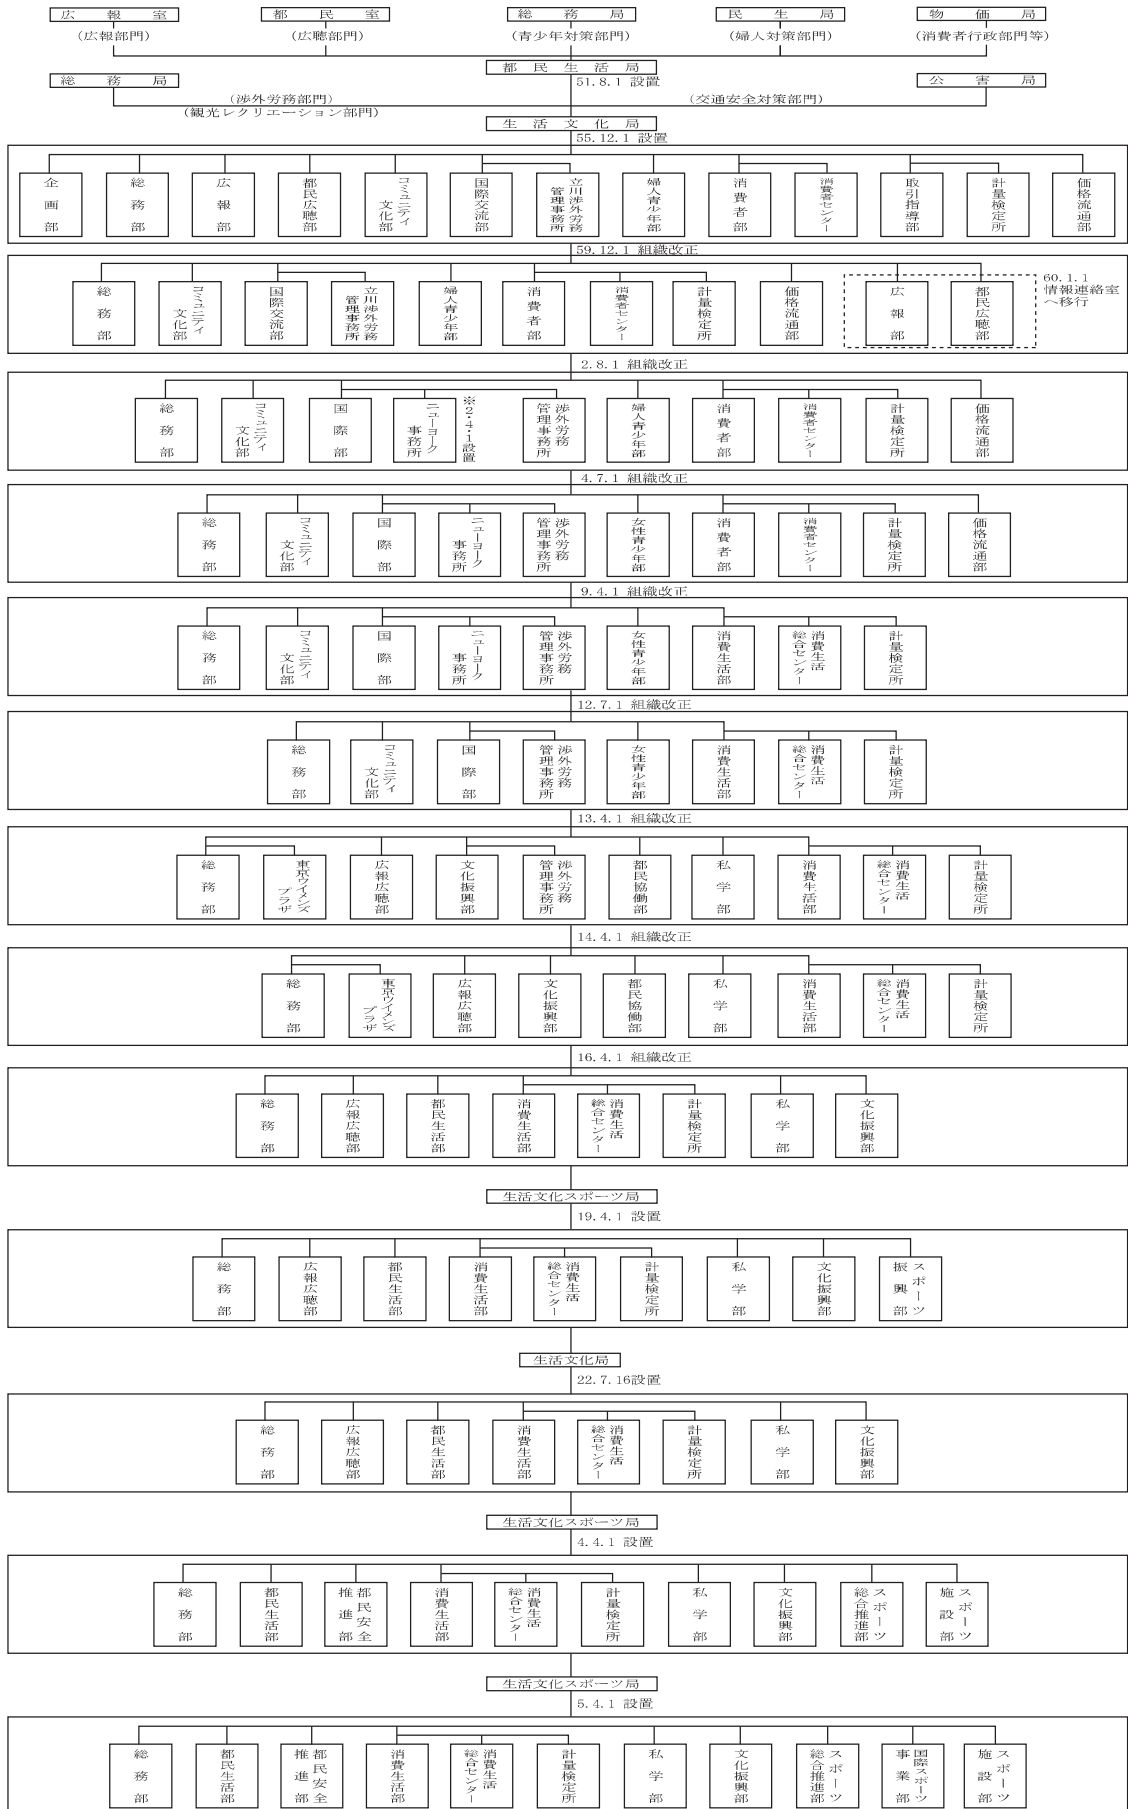 広報室
都民室
総務局
民生局
物価局
(広報部門)
(広聴部門)
(青少年対策部門)
(婦人対策部門)
(消費者行政部門等)
都民生活局
51.8.1 設置
総務局
公害局
(渉外労務部門)
(観光レクリエーション部門)
(交通安全対策部門)
生活文化局
55.12.1 設置
企画部
総務部
広報部
都民広聴部
コミュニティ
文化部
国際交流部
立川渉外労務
管理事務所
婦人青少年部
消費者部
消費者センター
取引指導部
計量検定所
価格流通部
59.12.1 組織改正
総務部
コミュニティ
文化部
国際交流部
立川渉外労務
管理事務所
婦人青少年部
消費者部
消費者センター
計量検定所
価格流通部
広報部
都民広聴部
60.1.1
情報連絡室
へ移行
2.8.1 組織改正
総務部
コミュニティ
文化部
国際部
ニューヨーク
事務所
※2・4・1設置
渉外労務
管理事務所
婦人青少年部
消費者部
消費者センター
計量検定所
価格流通部
4.7.1 組織改正
総務部
コミュニティ
文化部
国際部
ニューヨーク
事務所
渉外労務
管理事務所
女性青少年部
消費者部
消費者センター
計量検定所
価格流通部
9.4.1 組織改正
総務部
コミュニティ
文化部
国際部
ニューヨーク
事務所
渉外労務
管理事務所
女性青少年部
消費生活部
消費生活
総合センター
計量検定所
12.7.1 組織改正
総務部
コミュニティ
文化部
国際部
渉外労務
管理事務所
女性青少年部
消費生活部
消費生活
総合センター
計量検定所
13.4.1 組織改正
総務部
東京ウイメンズ
プラザ
広報広聴部
文化振興部
渉外労務
管理事務所
都民協働部
私学部
消費生活部
消費生活
総合センター
計量検定所
14.4.1 組織改正
総務部
東京ウイメンズ
プラザ
広報広聴部
文化振興部
都民協働部
私学部
消費生活部
消費生活
総合センター
計量検定所
16.4.1 組織改正
総務部
広報広聴部
都民生活部
消費生活部
消費生活
総合センター
計量検定所
私学部
文化振興部
生活文化スポーツ局
19.4.1 設置
総務部
広報広聴部
都民生活部
消費生活部
消費生活
総合センター
計量検定所
私学部
文化振興部
スポーツ
振興部
生活文化局
22.7.16設置
総務部
広報広聴部
都民生活部
消費生活部
消費生活
総合センター
計量検定所
私学部
文化振興部
生活文化スポーツ局
4.4.1 設置
総務部
都民生活部
都民安全
推進部
消費生活部
消費生活
総合センター
計量検定所
私学部
文化振興部
スポーツ
総合推進部
スポーツ
施設部
生活文化スポーツ局
5.4.1 設置
総務部
都民生活部
都民安全
推進部
消費生活部
消費生活
総合センター
計量検定所
私学部
文化振興部
スポーツ
総合推進部
国際スポーツ
事業部
スポーツ
施設部